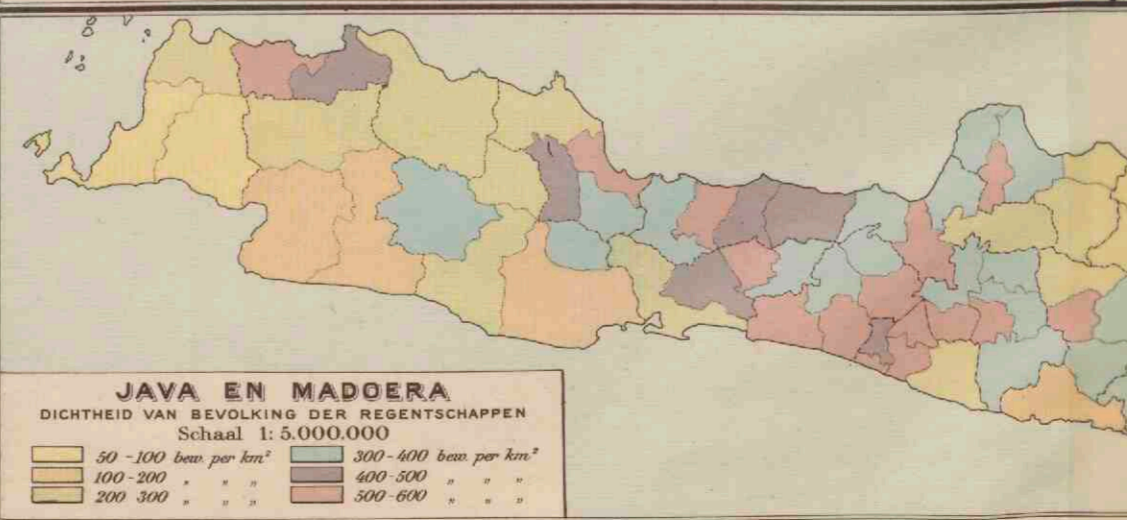 JAVA EN MADOERA
DICHTHEID VAN BEVOLKING DER REGENTSCHAPPEN
Schaal 1: 5.000.000
50 - 100 bew. per km² 300 - 400 bew. per km²
100 - 200 " " " 400 - 500 " " "
200 300 " " " 500 - 600 " " "